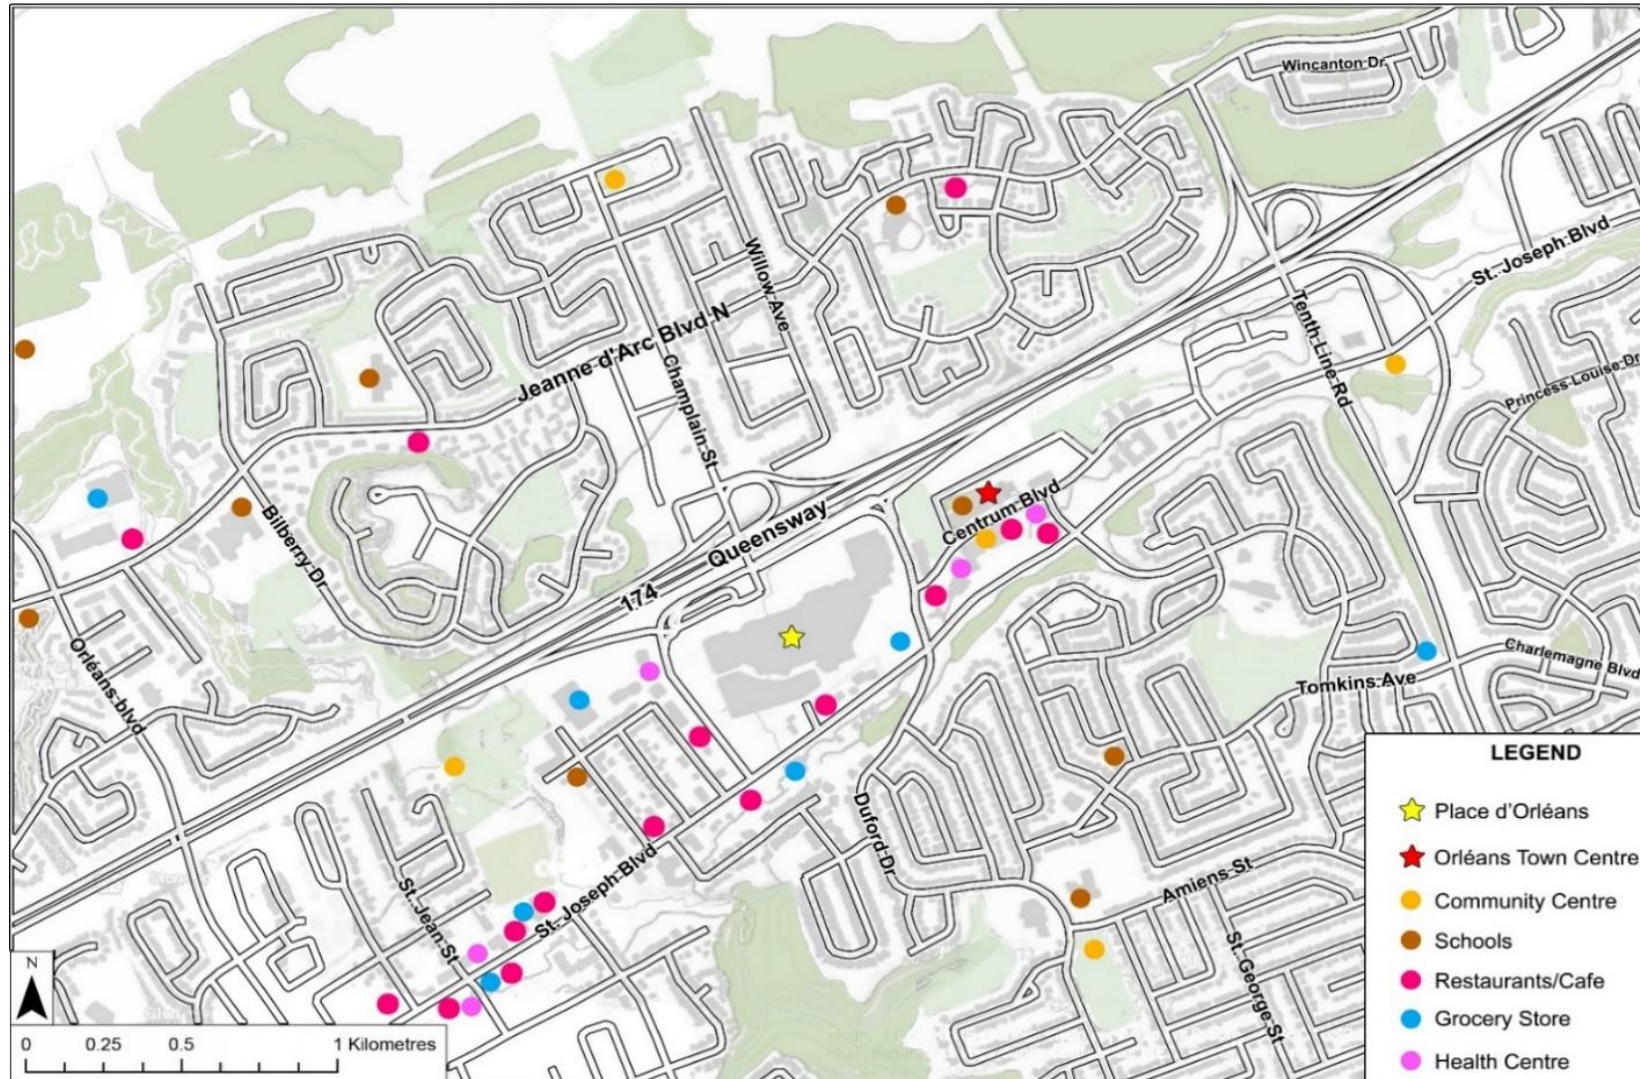 Wincanton Dr
St. Joseph Blvd
Willow Ave
Tenth Line Rd
Jeanne d'Arc Blvd N
Champlain St
Princess Louise Dr
Centrum Blvd
Queensway
174
Bilberry Dr
Orléans blvd
Charlemagne Blvd
Tomkins Ave
Duford Dr
St. Joseph Blvd
Amiens St
St. Jean St
St. George St
N
0 0.25 0.5 1 Kilometres
LEGEND
Place d'Orléans
Orléans Town Centre
Community Centre
Schools
Restaurants/Cafe
Grocery Store
Health Centre